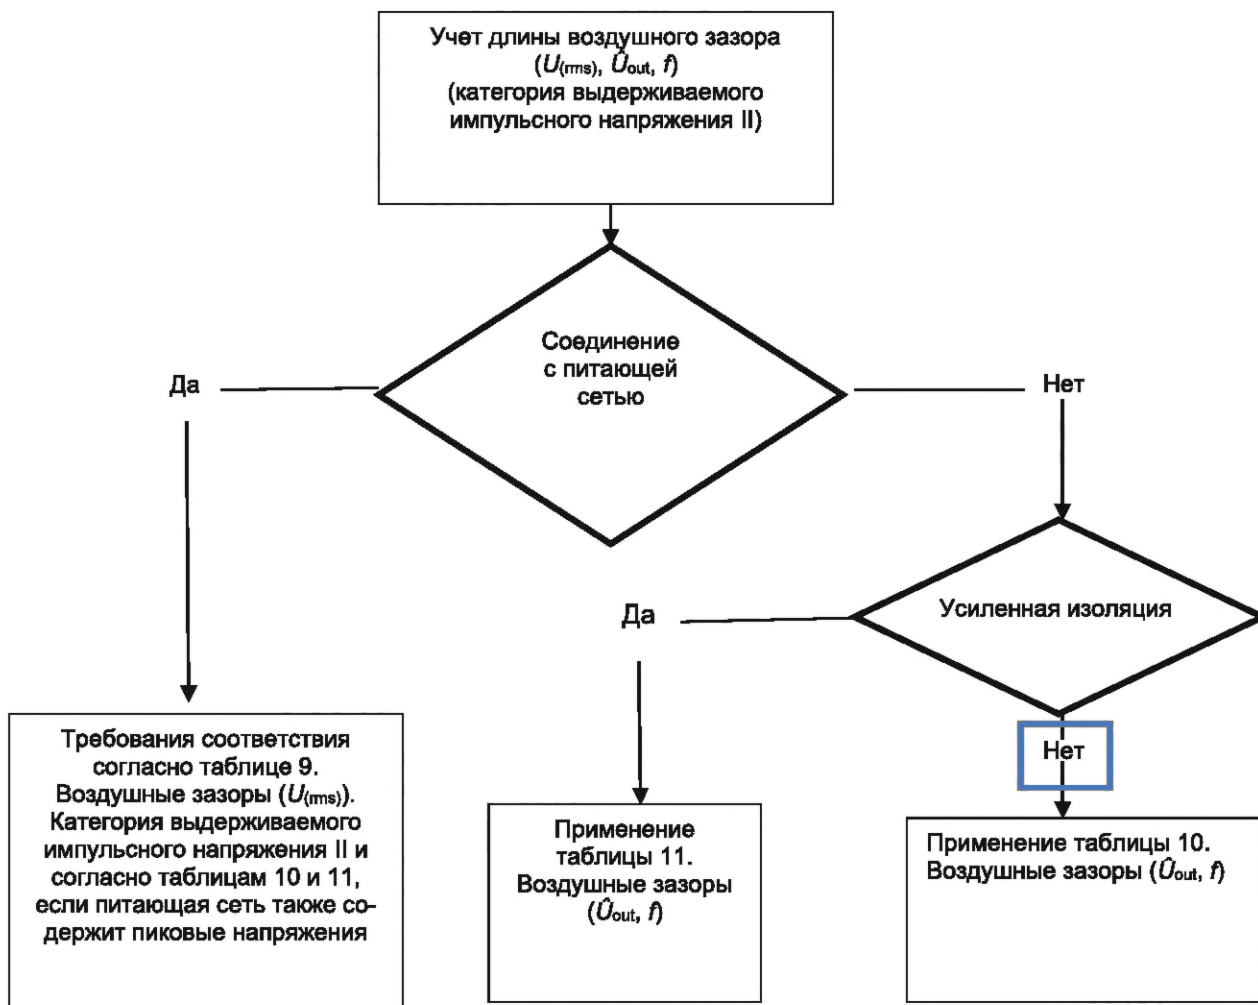 Учет длины воздушного зазора
(U(rms), Ûout, f)
(категория выдерживаемого
импульсного напряжения II)
Соединение
с питающей
сетью
Да
Нет
Усиленная изоляция
Да
Нет
Требования соответствия
согласно таблице 9.
Воздушные зазоры (U(rms)).
Категория выдерживаемого
импульсного напряжения II и
согласно таблицам 10 и 11,
если питающая сеть также со-
держит пиковые напряжения
Применение
таблицы 11.
Воздушные зазоры
(Ûout, f)
Применение таблицы 10.
Воздушные зазоры (Ûout, f)